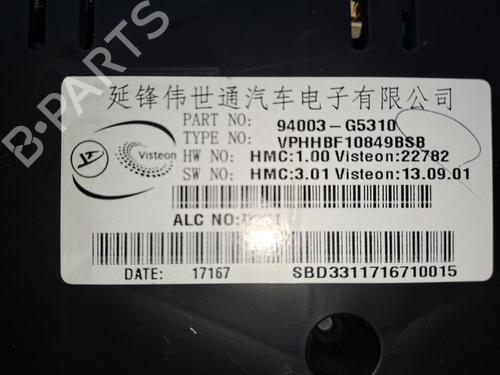 B-PARTS
延锋伟世通汽车电子有限公司
PART NO: 94003-G5310
TYPE NO: VPHHBF10849BSB
HW NO: HMC:1.00 Visteon:22782
SW NO: HMC:3.01 Visteon:13.09.01
Visteon
ALC NO:
DATE: 17167 SBD3311716710015